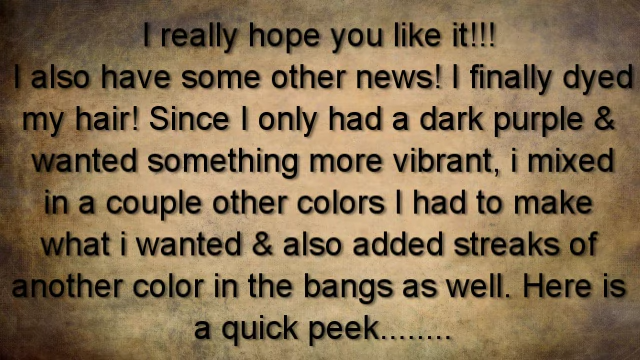 I really hope you like it!!!
I also have some other news! I finally dyed
my hair! Since I only had a dark purple &
wanted something more vibrant, i mixed
in a couple other colors I had to make
what i wanted & also added streaks of
another color in the bangs as well. Here is
a quick peek........